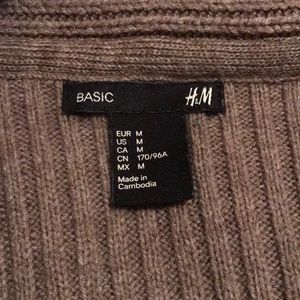 BASIC H&M
EUR M
US M
CA M
CN 170/96A
MX M
Made in
Cambodia